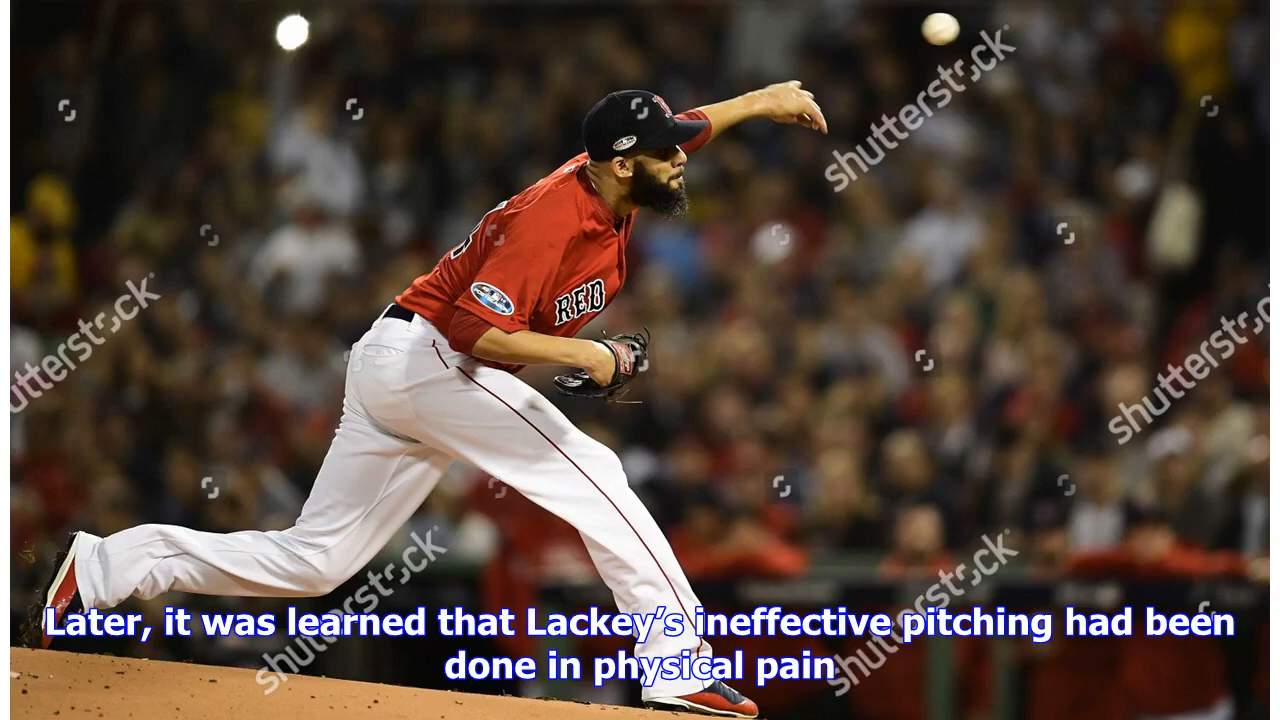 shutterstock
shutterstock
shutterstock
RED
shutterstock
shutterstock
Later, it was learned that Lackey’s ineffective pitching had been
done in physical pain